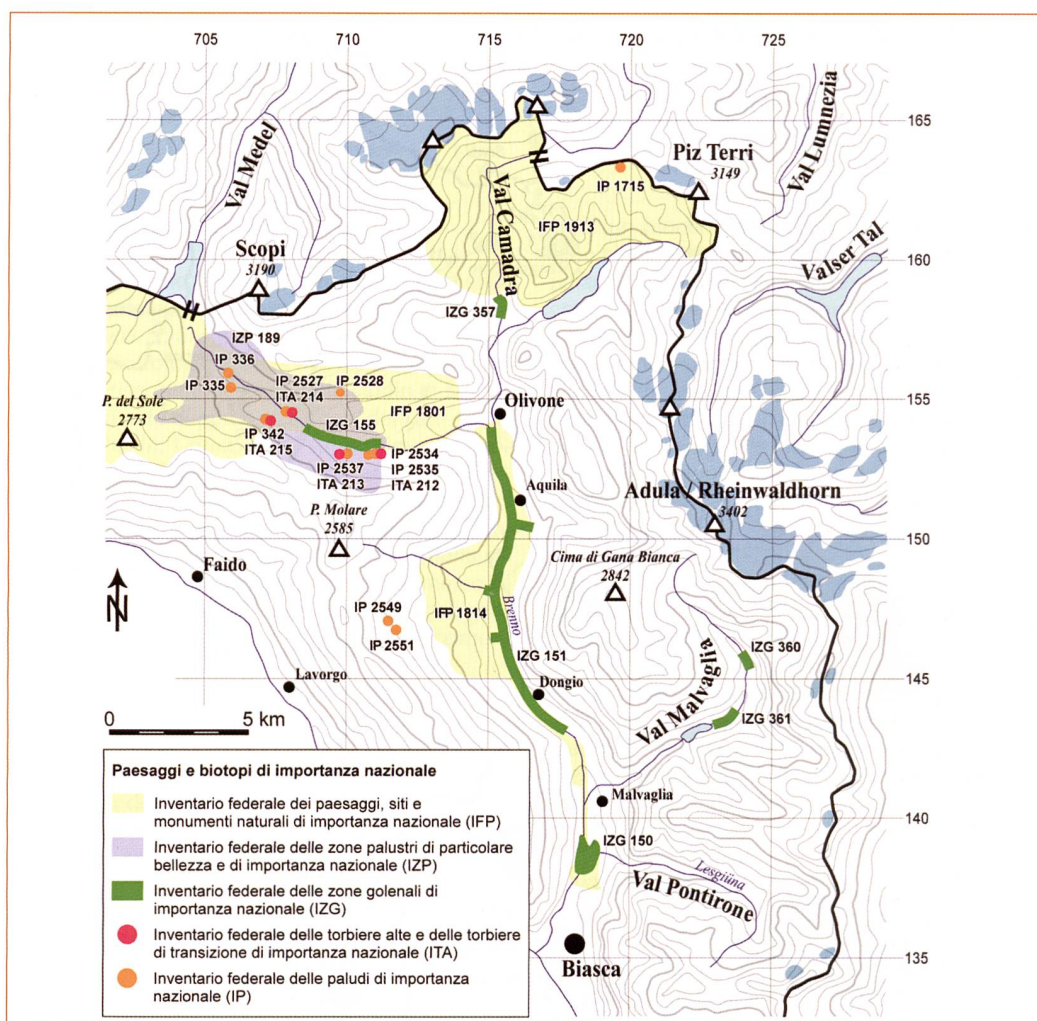 705 710 715 720 725
165
Piz Terri
3149
Val Lumnezia
Val Medel
IP 1715
Val Camadra
IFP 1913
Scopi
3190
160
Valser Tal
IZG 357
IZP 189
IP 336
IP 335
IP 2527
ITA 214
IP 2528
155
P. del Sole
2773
IFP 1801
Olivone
IZG 155
IP 342
ITA 215
IP 2534
IP 2535
ITA 212
IP 2537
ITA 213
Aquila
Adula / Rheinwaldhorn
3402
P. Molare
2585
150
Cima di Gana Bianca
2842
Faido
N
IP 2549
IFP 1814
Brenno
IP 2551
IZG 151
IZG 360
Lavorgo
Dongio
145
Val Malvaglia
IZG 361
0 5 km
Malvaglia
140
IZG 150
Lesgiüna
Val Pontirone
Biasca
135
Paesaggi e biotopi di importanza nazionale
Inventario federale dei paesaggi, siti e
monumenti naturali di importanza nazionale (IFP)
Inventario federale delle zone palustri di particolare
bellezza e di importanza nazionale (IZP)
Inventario federale delle zone golenali di
importanza nazionale (IZG)
Inventario federale delle torbiere alte e delle torbiere
di transizione di importanza nazionale (ITA)
Inventario federale delle paludi di importanza
nazionale (IP)